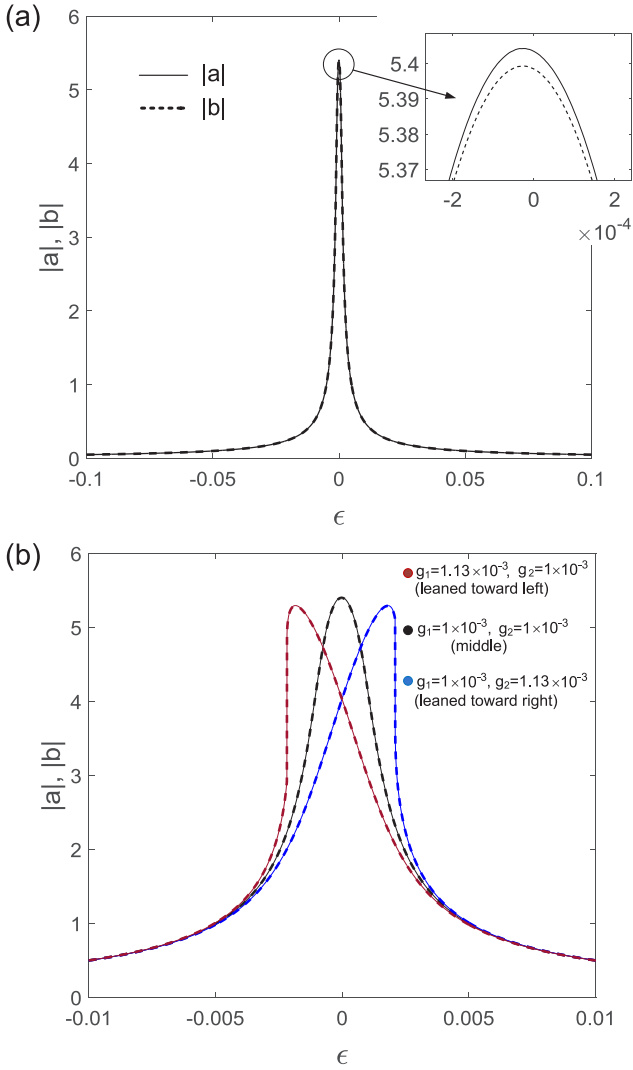 (a)
6
5
4
3
2
1
0
|a|, |b|
|a|
|b|
5.4
5.39
5.38
5.37
-2
0
2
×10⁻⁴
-0.1
-0.05
0
0.05
0.1
ϵ
(b)
6
5
4
3
2
1
0
|a|, |b|
g₁=1.13×10⁻³, g₂=1×10⁻³
(leaned toward left)
g₁=1×10⁻³, g₂=1×10⁻³
(middle)
g₁=1×10⁻³, g₂=1.13×10⁻³
(leaned toward right)
-0.01
-0.005
0
0.005
0.01
ϵ